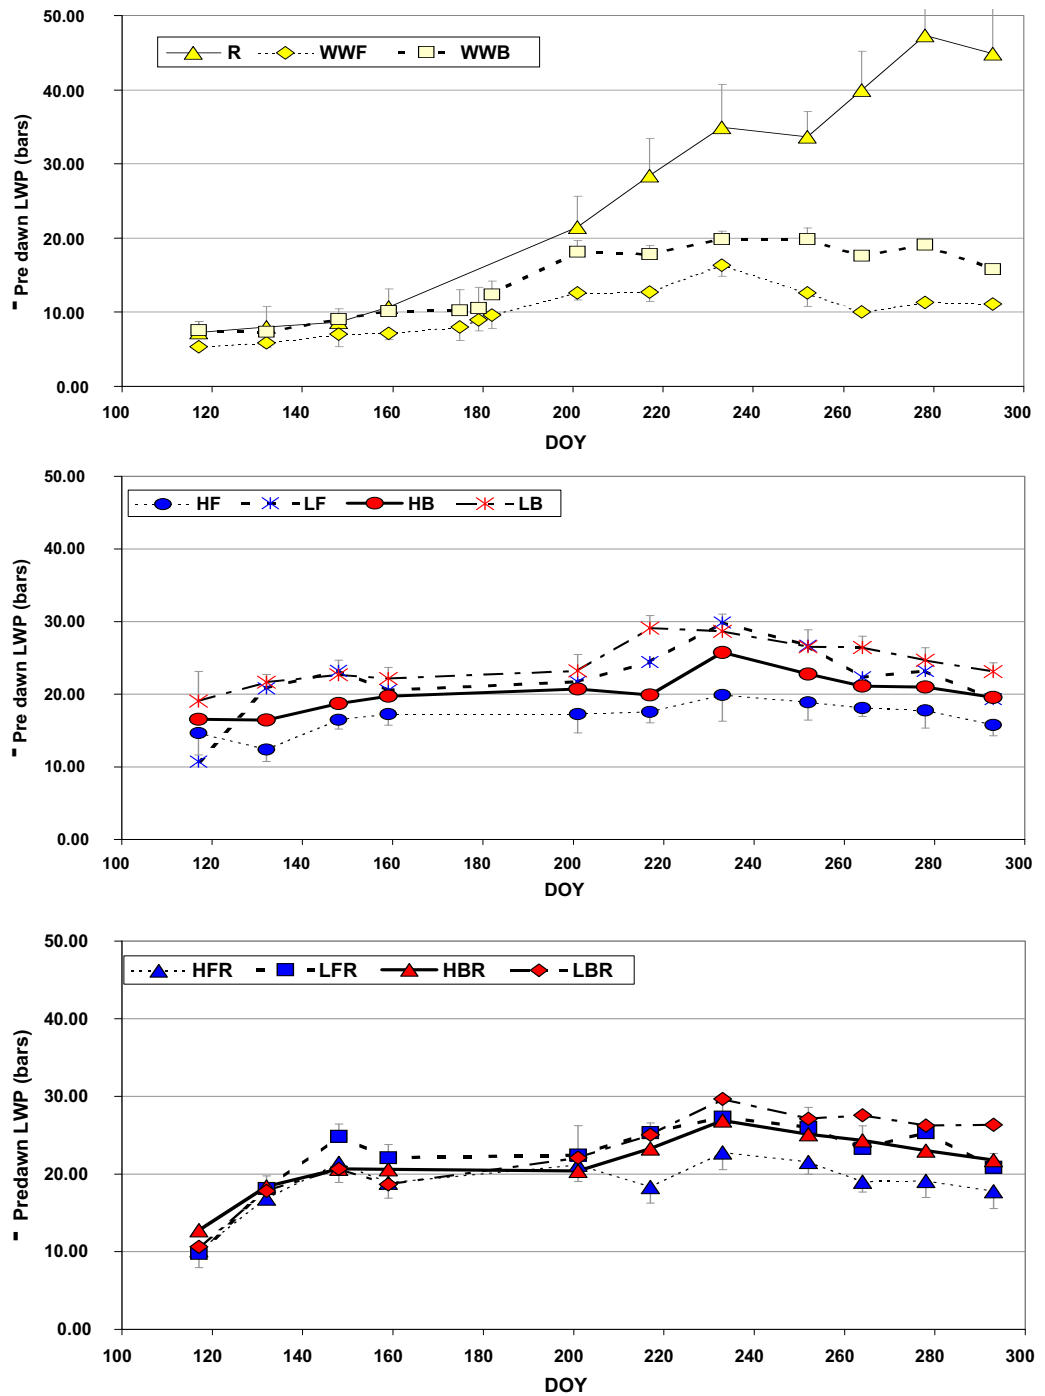 50.00
R WWF WWB
40.00
30.00
20.00
10.00
0.00
- Pre dawn LWP (bars)
100 120 140 160 180 200 220 240 260 280 300
DOY
50.00
HF LF HB LB
40.00
30.00
20.00
10.00
0.00
- Pre dawn LWP (bars)
100 120 140 160 180 200 220 240 260 280 300
DOY
50.00
HFR LFR HBR LBR
40.00
30.00
20.00
10.00
0.00
- Predawn LWP (bars)
100 120 140 160 180 200 220 240 260 280 300
DOY